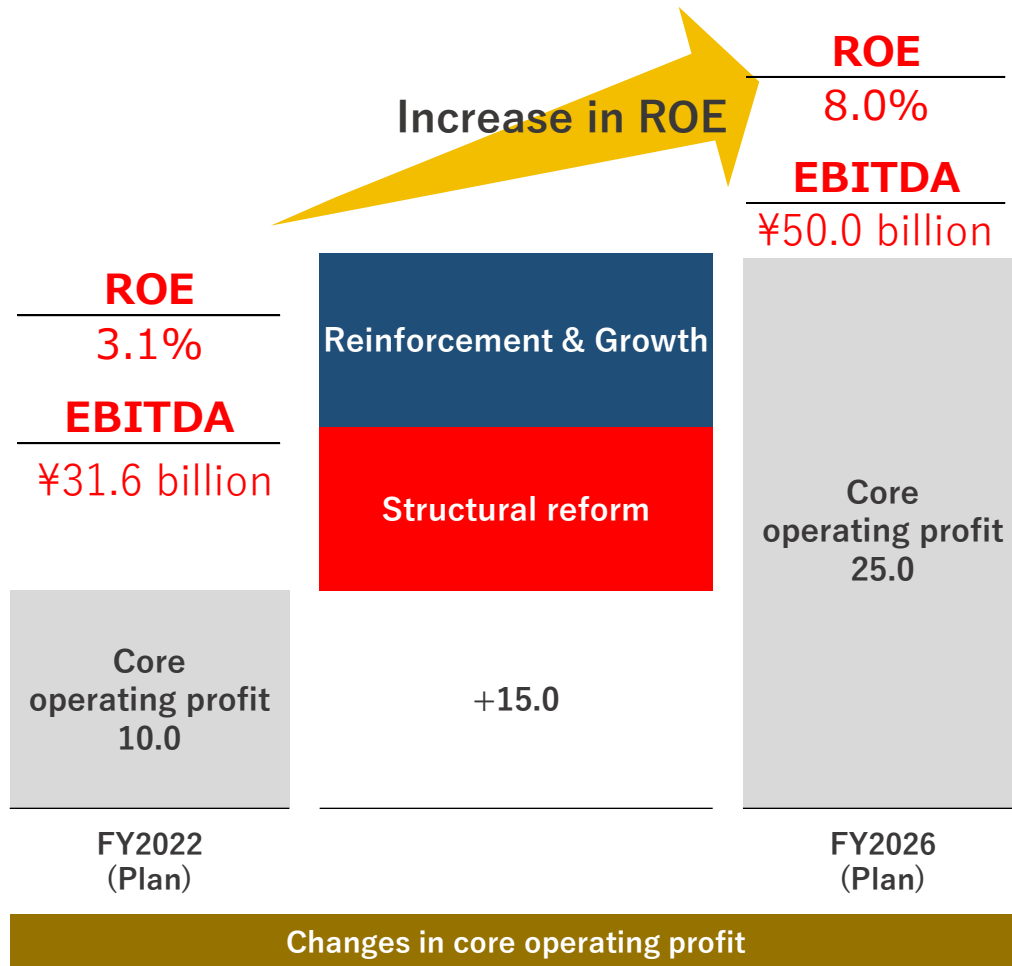 Increase in ROE
ROE
8.0%
EBITDA
¥50.0 billion
ROE
3.1%
EBITDA
¥31.6 billion
Reinforcement & Growth
Structural reform
+15.0
Core
operating profit
10.0
Core
operating profit
25.0
FY2022
(Plan)
FY2026
(Plan)
Changes in core operating profit